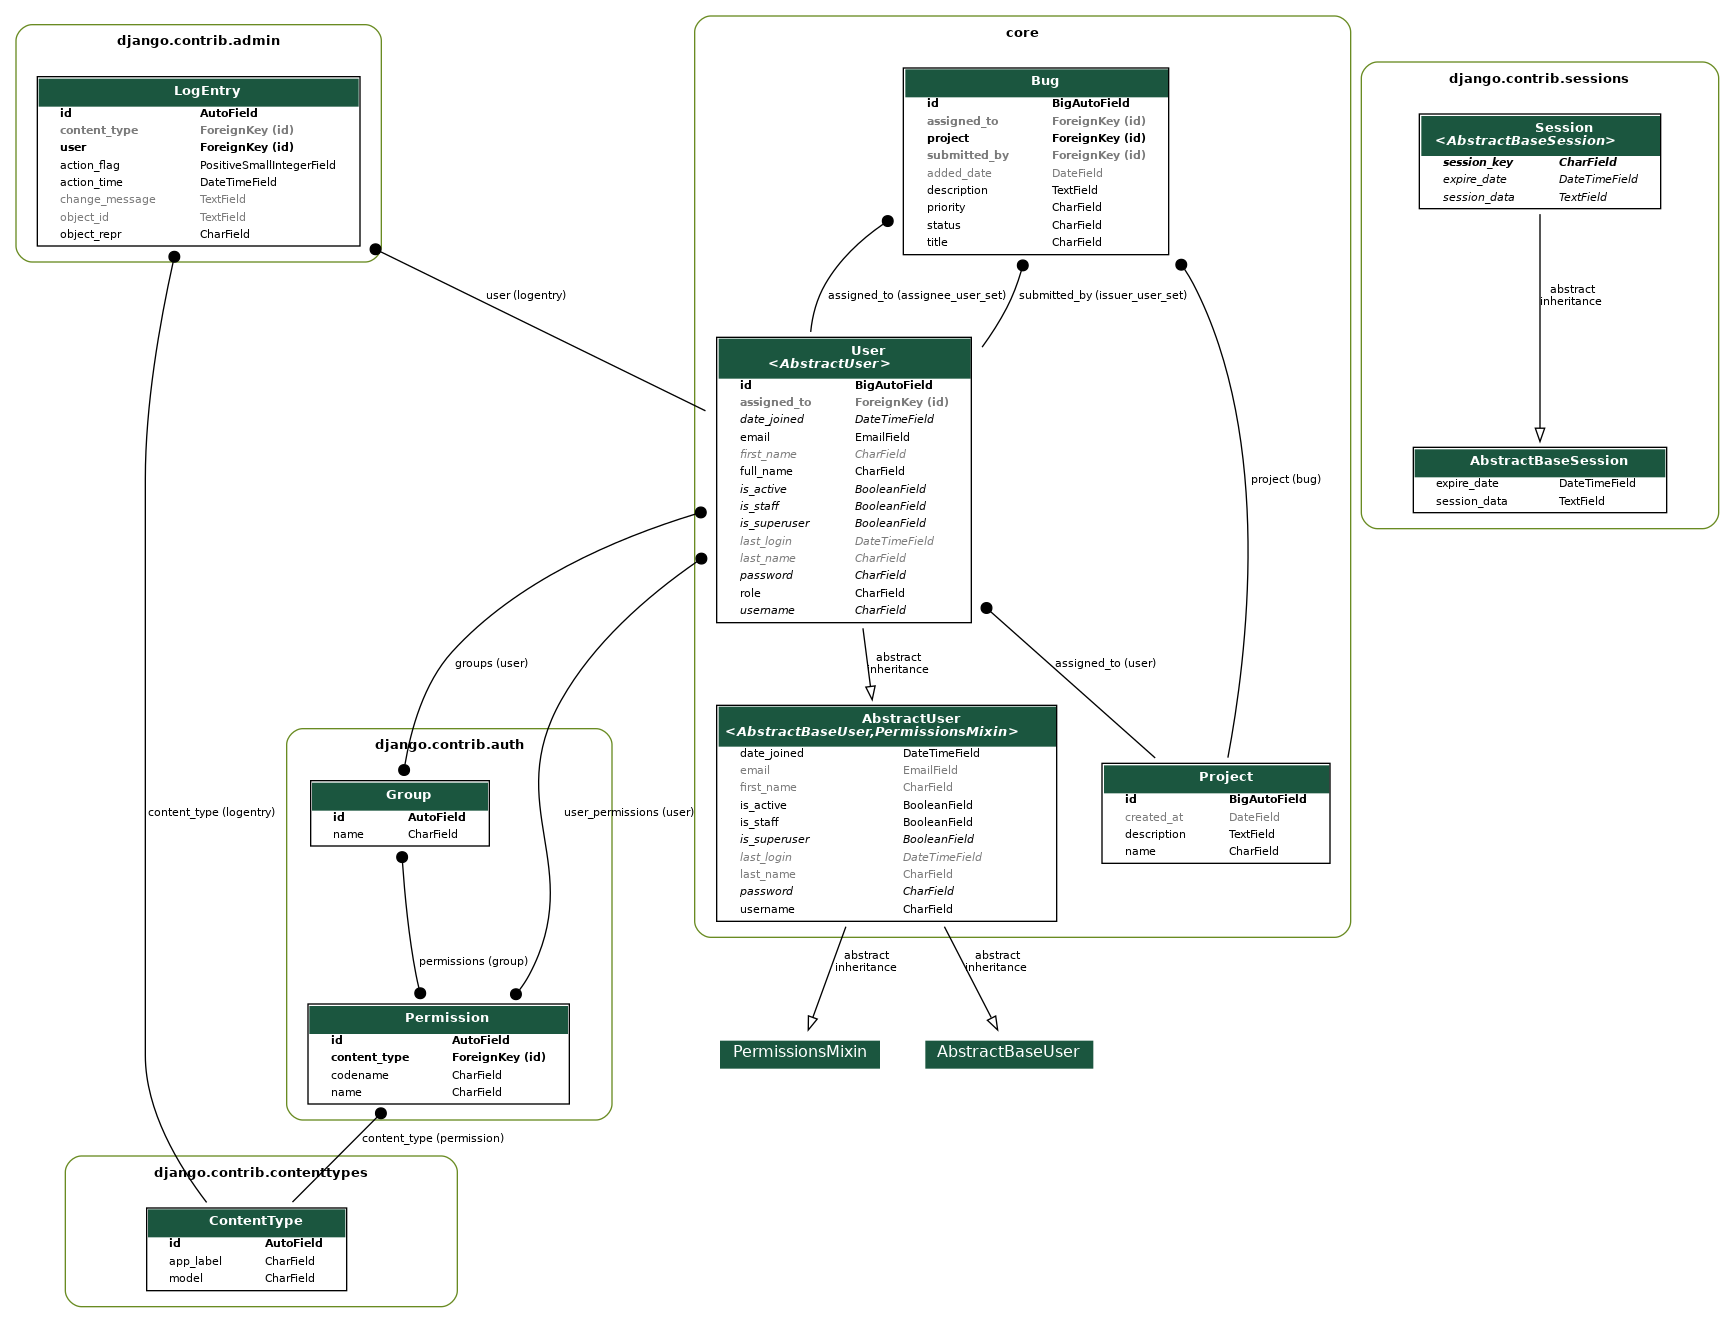 django.contrib.admin
LogEntry
id AutoField
content_type ForeignKey (id)
user ForeignKey (id)
action_flag PositiveSmallIntegerField
action_time DateTimeField
change_message TextField
object_id TextField
object_repr CharField
core
Bug
id BigAutoField
assigned_to ForeignKey (id)
project ForeignKey (id)
submitted_by ForeignKey (id)
added_date DateField
description TextField
priority CharField
status CharField
title CharField
django.contrib.sessions
Session
<AbstractBaseSession>
session_key CharField
expire_date DateTimeField
session_data TextField
user (logentry)
assigned_to (assignee_user_set)
submitted_by (issuer_user_set)
abstract
inheritance
User
<AbstractUser>
id BigAutoField
assigned_to ForeignKey (id)
date_joined DateTimeField
email EmailField
first_name CharField
full_name CharField
is_active BooleanField
is_staff BooleanField
is_superuser BooleanField
last_login DateTimeField
last_name CharField
password CharField
role CharField
username CharField
project (bug)
AbstractBaseSession
expire_date DateTimeField
session_data TextField
groups (user)
abstract
inheritance
assigned_to (user)
AbstractUser
<AbstractBaseUser,PermissionsMixin>
date_joined DateTimeField
email EmailField
first_name CharField
is_active BooleanField
is_staff BooleanField
is_superuser BooleanField
last_login DateTimeField
last_name CharField
password CharField
username CharField
Project
id BigAutoField
created_at DateField
description TextField
name CharField
django.contrib.auth
Group
id AutoField
name CharField
content_type (logentry)
user_permissions (user)
permissions (group)
abstract
inheritance
abstract
inheritance
Permission
id AutoField
content_type ForeignKey (id)
codename CharField
name CharField
PermissionsMixin
AbstractBaseUser
content_type (permission)
django.contrib.contenttypes
ContentType
id AutoField
app_label CharField
model CharField